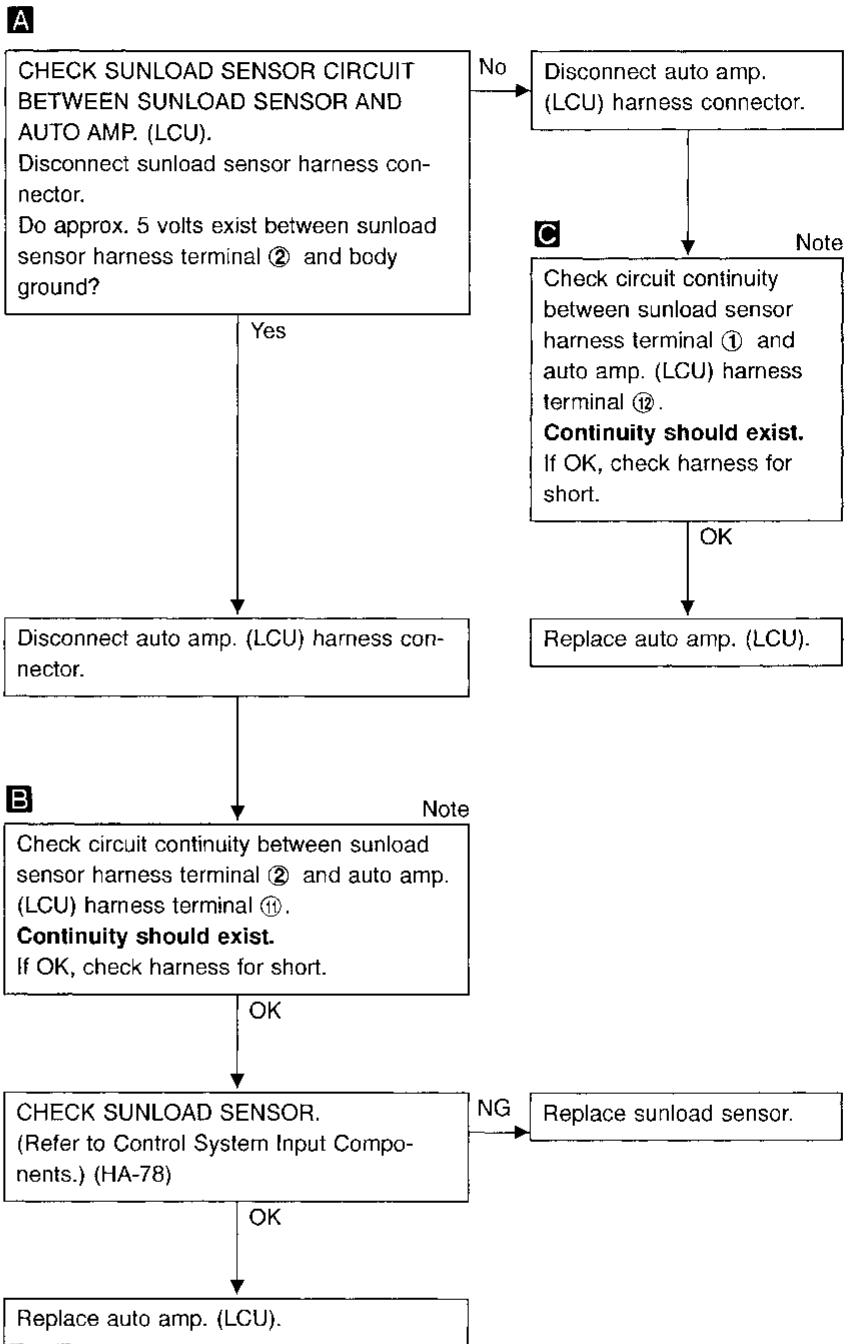 A
CHECK SUNLOAD SENSOR CIRCUIT
BETWEEN SUNLOAD SENSOR AND
AUTO AMP. (LCU).
Disconnect sunload sensor harness con-
nector.
Do approx. 5 volts exist between sunload
sensor harness terminal ② and body
ground?
No
Disconnect auto amp.
(LCU) harness connector.
C
Note
Check circuit continuity
between sunload sensor
harness terminal ① and
auto amp. (LCU) harness
terminal ⑫.
Continuity should exist.
If OK, check harness for
short.
OK
Replace auto amp. (LCU).
Yes
Disconnect auto amp. (LCU) harness con-
nector.
B
Note
Check circuit continuity between sunload
sensor harness terminal ② and auto amp.
(LCU) harness terminal ⑪.
Continuity should exist.
If OK, check harness for short.
OK
CHECK SUNLOAD SENSOR.
(Refer to Control System Input Compo-
nents.) (HA-78)
NG
Replace sunload sensor.
OK
Replace auto amp. (LCU).